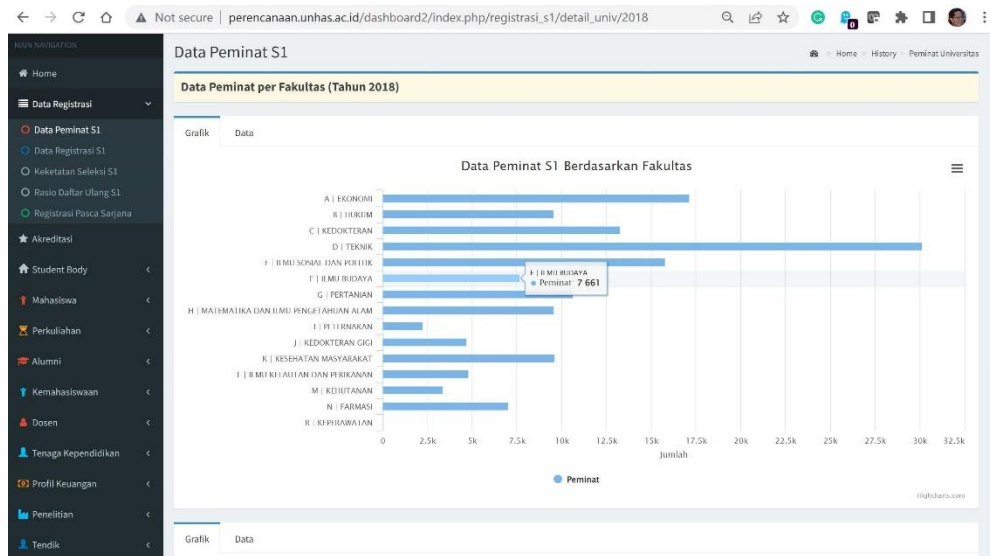 Not secure | perencanaan.unhas.ac.id/dashboard2/index.php/registrasi_s1/detail_univ/2018
0
MAIN NAVIGATION
Home
Data Registrasi
Data Peminat S1
Data Registrasi S1
Keketatan Seleksi S1
Rasio Daftar Ulang S1
Registrasi Pasca Sarjana
Akreditasi
Student Body
Mahasiswa
Perkuliahan
Alumni
Kemahasiswaan
Dosen
Tenaga Kependidikan
Profil Keuangan
Penelitian
Tendik
Data Peminat S1
Home History Peminat Universitas
Data Peminat per Fakultas (Tahun 2018)
Grafik Data
Data Peminat S1 Berdasarkan Fakultas
A | EKONOMI
B | HUKUM
C | KEDOKTERAN
D | TEKNIK
E | ILMU SOSIAL DAN POLITIK
F | ILMU BUDAYA
F | ILMU BUDAYA
Peminat 7 661
G | PERTANIAN
H | MATEMATIKA DAN ILMU PENGETAHUAN ALAM
I | PETERNAKAN
J | KEDOKTERAN GIGI
K | KESEHATAN MASYARAKAT
L | ILMU KELAUTAN DAN PERIKANAN
M | KEHUTANAN
N | FARMASI
R | KEPERAWATAN
0 2.5k 5k 7.5k 10k 12.5k 15k 17.5k 20k 22.5k 25k 27.5k 30k 32.5k
Jumlah
Peminat
Highcharts.com
Grafik Data